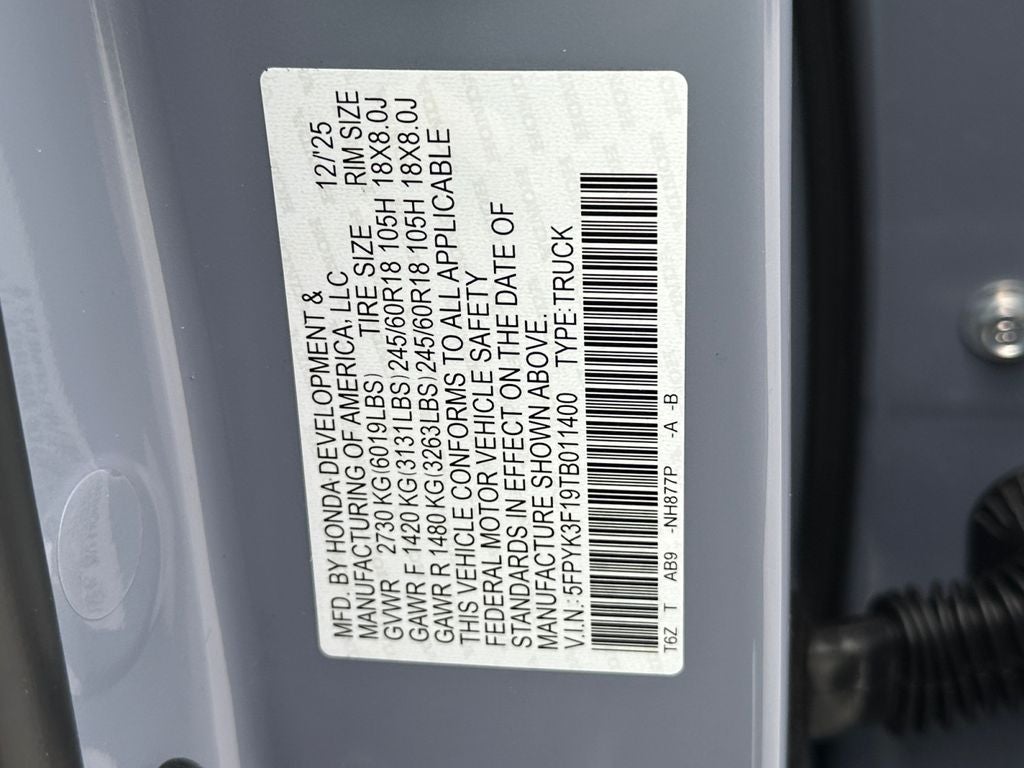 MFD. BY HONDA DEVELOPMENT &
MANUFACTURING OF AMERICA, LLC 12/'25
GVWR 2730 KG(6019LBS) TIRE SIZE RIM SIZE
GAWR F 1420 KG(3131LBS) 245/60R18 105H 18X8.0J
GAWR R 1480 KG(3263LBS) 245/60R18 105H 18X8.0J
THIS VEHICLE CONFORMS TO ALL APPLICABLE
FEDERAL MOTOR VEHICLE SAFETY
STANDARDS IN EFFECT ON THE DATE OF
MANUFACTURE SHOWN ABOVE.
V.I.N.: 5FPYK3F19TB011400 TYPE:TRUCK
T6Z T AB9 -NH877P -A -B